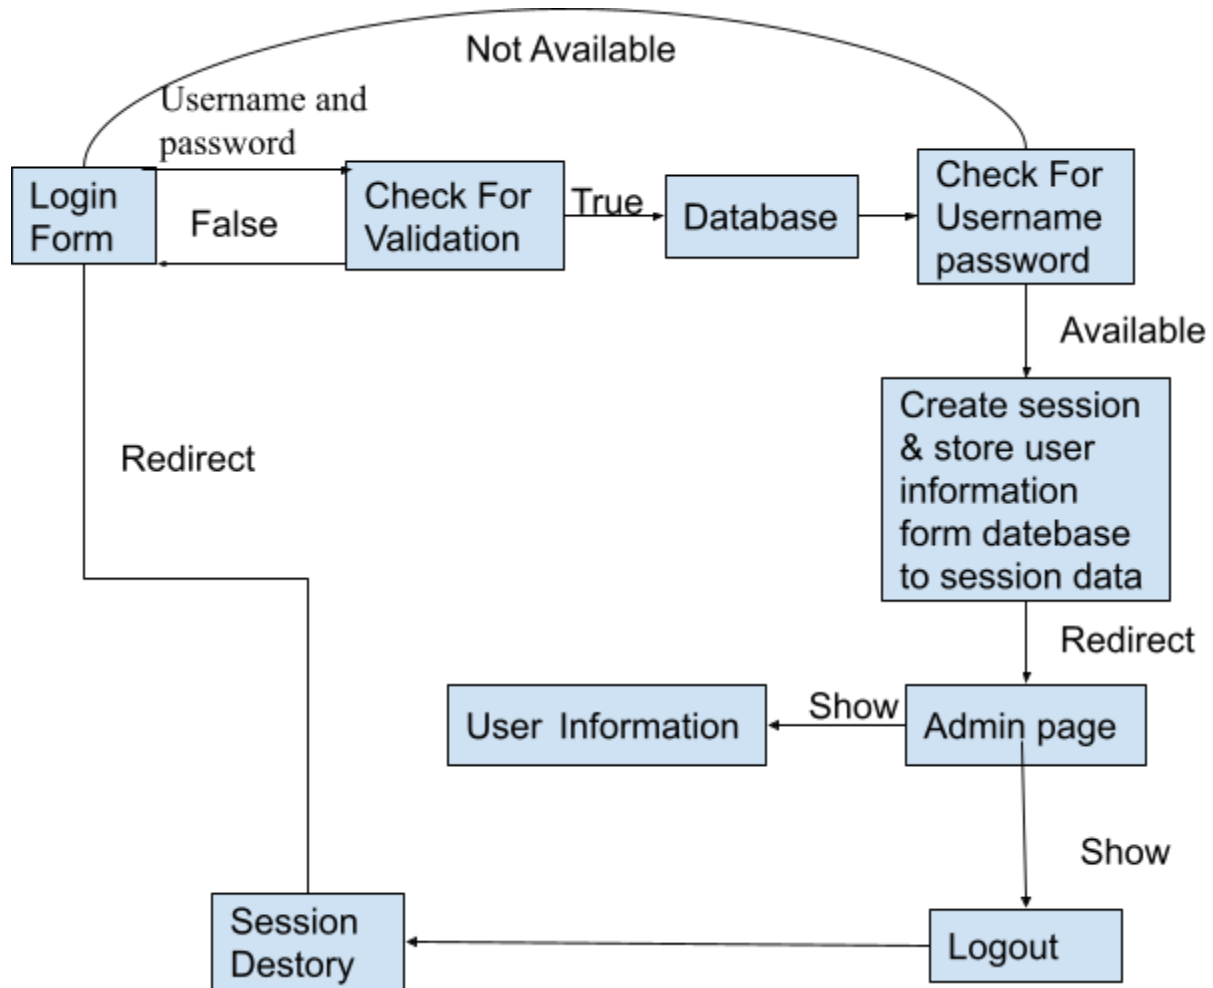 Not Available
Username and
password
Login
Form
False
Check For
Validation
True
Database
Check For
Username
password
Available
Create session
& store user
information
form datebase
to session data
Redirect
Redirect
User Information
Show
Admin page
Show
Session
Destory
Logout